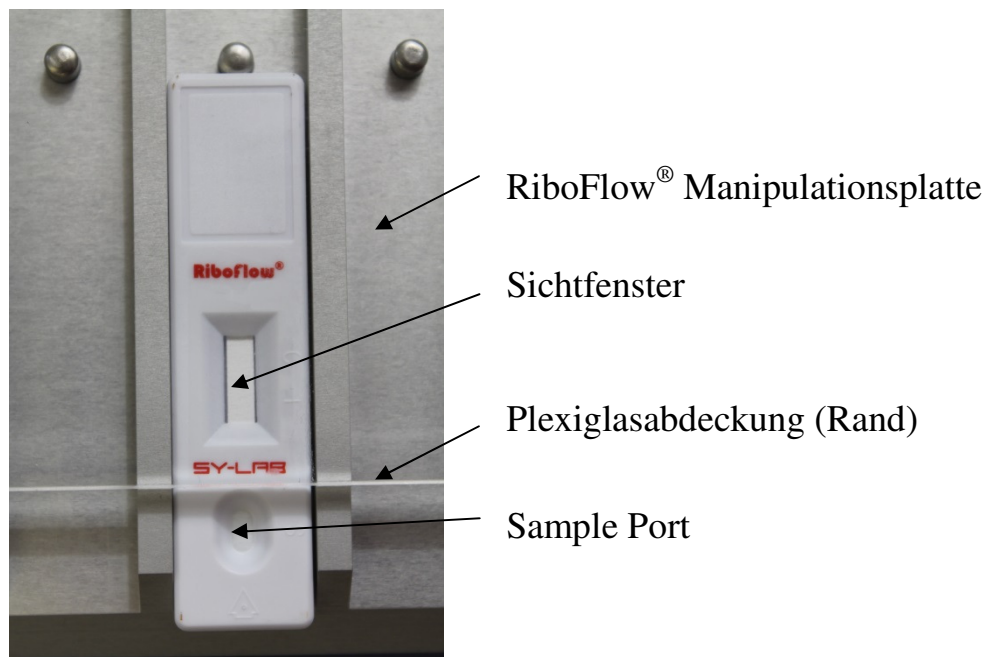 RiboFlow® Manipulationsplatte
Riboflow®
Sichtfenster
Plexiglasabdeckung (Rand)
SY-LAB
Sample Port